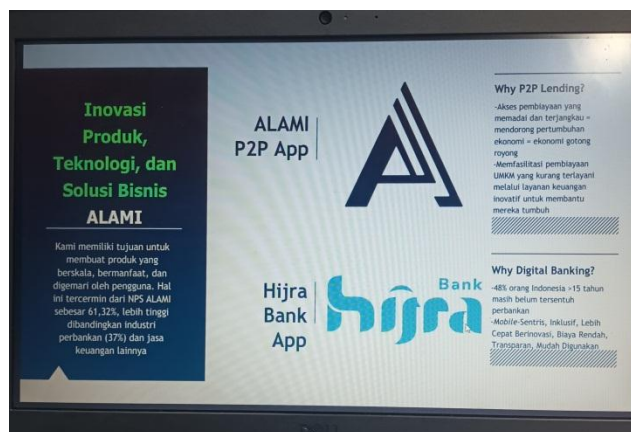 Inovasi
Produk,
Teknologi, dan
Solusi Bisnis
ALAMI
Kami memiliki tujuan untuk
membuat produk yang
berskala, bermanfaat, dan
digemari oleh pengguna. Hal
ini tercermin dari NPS ALAMI
sebesar 61,32%, lebih tinggi
dibandingkan industri
perbankan (37%) dan jasa
keuangan lainnya
ALAMI
P2P App
Hijra
Bank
App
Bank
hijra
Why P2P Lending?
-Akses pembiayaan yang
memadai dan terjangkau =
mendorong pertumbuhan
ekonomi = ekonomi gotong
royong
-Memfasilitasi pembiayaan
UMKM yang kurang terlayani
melalui layanan keuangan
inovatif untuk membantu
mereka tumbuh
Why Digital Banking?
-48% orang Indonesia >15 tahun
masih belum tersentuh
perbankan
-Mobile-Sentris, Inklusif, Lebih
Cepat Berinovasi, Biaya Rendah,
Transparan, Mudah Digunakan